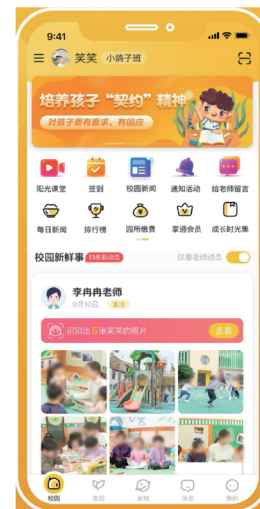 9:41
笑笑 小鸽子班
培养孩子“契约”精神
对孩子要有要求,有回应
阳光课堂 签到 校园新闻 通知活动 给老师留言
每日新闻 排行榜 园所缴费 掌通会员 成长时光集
校园新鲜事 13条新动态 仅看老师动态
李冉冉老师
9月10日 置顶
识别出5张笑笑的照片 查看
校园 家园 发现 消息 我的